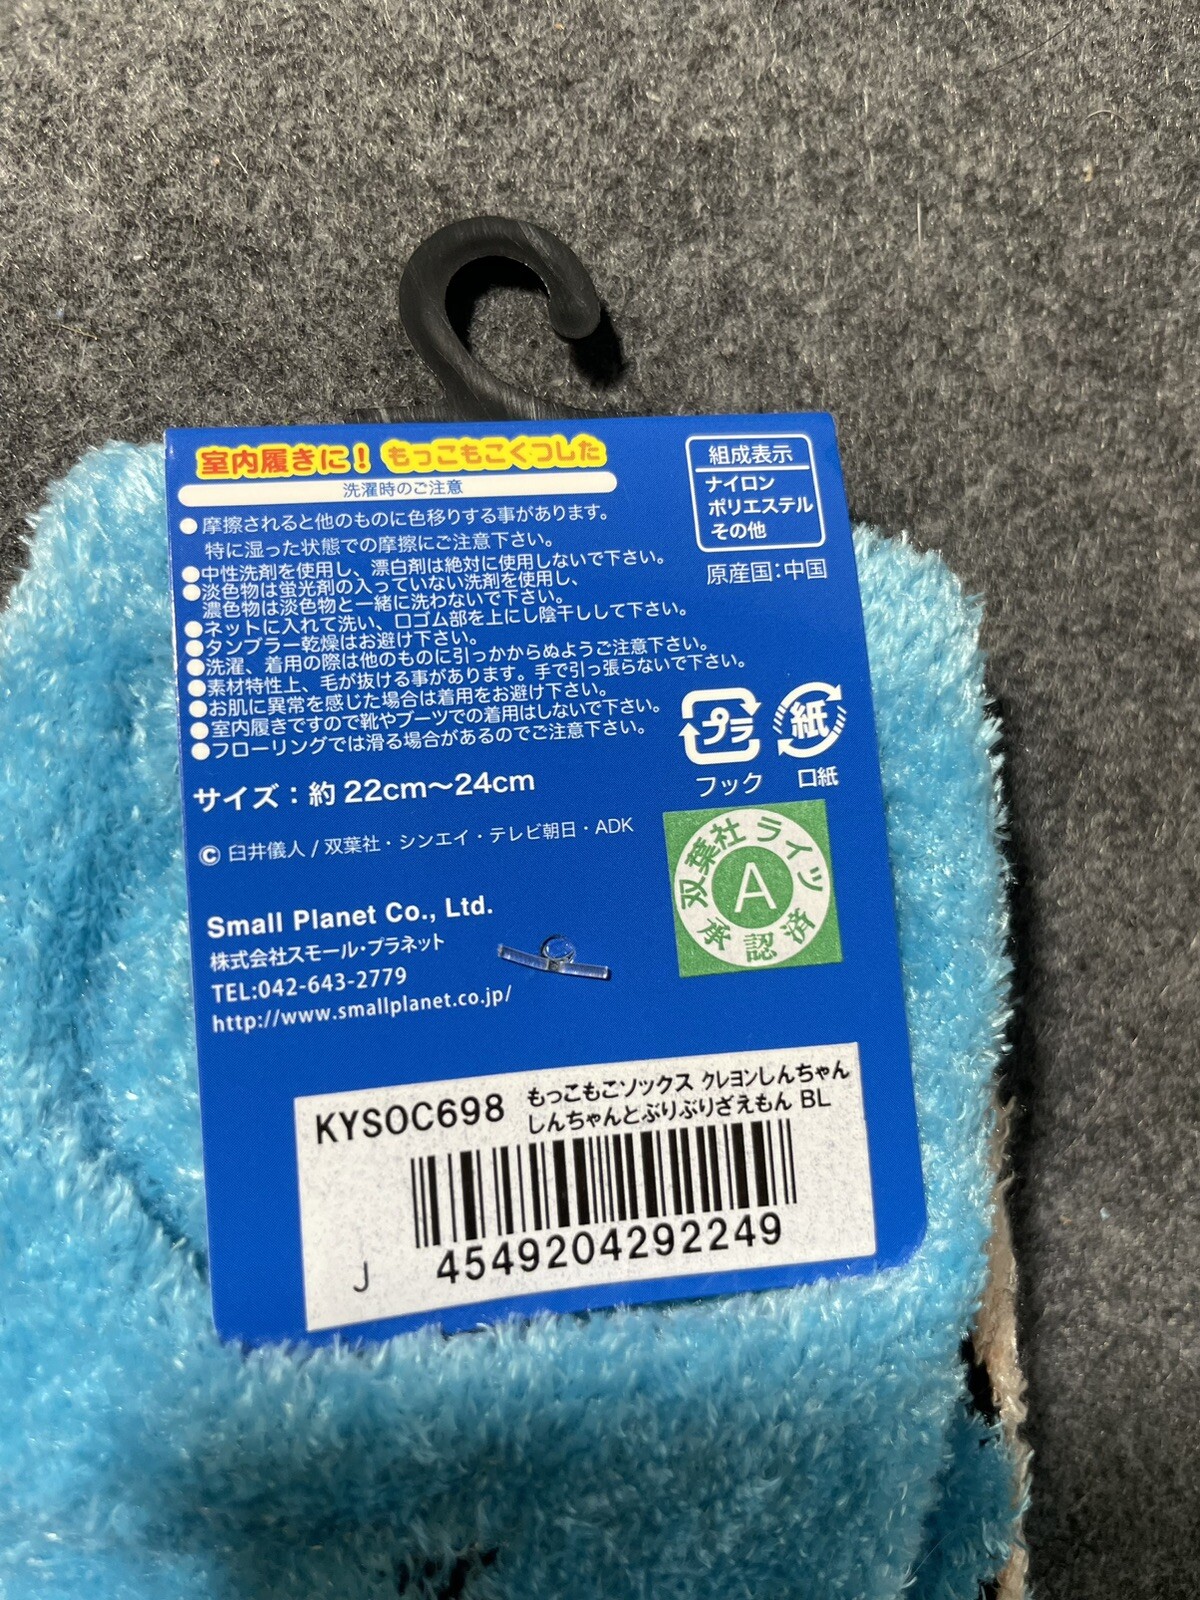 室内履きに! もっこもこくつした
洗濯時のご注意
●摩擦されると他のものに色移りする事があります。
特に湿った状態での摩擦にご注意下さい。
●中性洗剤を使用し、漂白剤は絶対に使用しないで下さい。
●淡色物は蛍光剤の入っていない洗剤を使用し、
濃色物は淡色物と一緒に洗わないで下さい。
●ネットに入れて洗い、口ゴム部を上にし陰干しして下さい。
●タンブラー乾燥はお避け下さい。
●洗濯、着用の際は他のものに引っかからぬようご注意下さい。
●素材特性上、毛が抜ける事があります。手で引っ張らないで下さい。
●お肌に異常を感じた場合は着用をお避け下さい。
●室内履きですので靴やブーツでの着用はしないで下さい。
●フローリングでは滑る場合があるのでご注意下さい。
サイズ：約 22cm〜24cm
© 臼井儀人 / 双葉社・シンエイ・テレビ朝日・ADK
組成表示
ナイロン
ポリエステル
その他
原産国：中国
プラ
フック
紙
口紙
双葉社 ライツ
A
承認済
Small Planet Co., Ltd.
株式会社スモール・プラネット
TEL:042-643-2779
http://www.smallplanet.co.jp/
KYSOC698
もっこもこソックス クレヨンしんちゃん
しんちゃんとぶりぶりざえもん BL
J
4549204292249